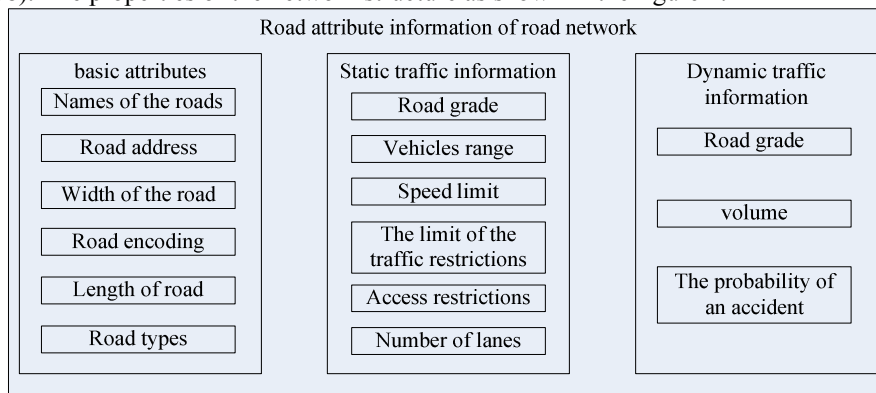 Road attribute information of road network
basic attributes
Names of the roads
Road address
Width of the road
Road encoding
Length of road
Road types
Static traffic information
Road grade
Vehicles range
Speed limit
The limit of the
traffic restrictions
Access restrictions
Number of lanes
Dynamic traffic
information
Road grade
volume
The probability of
an accident